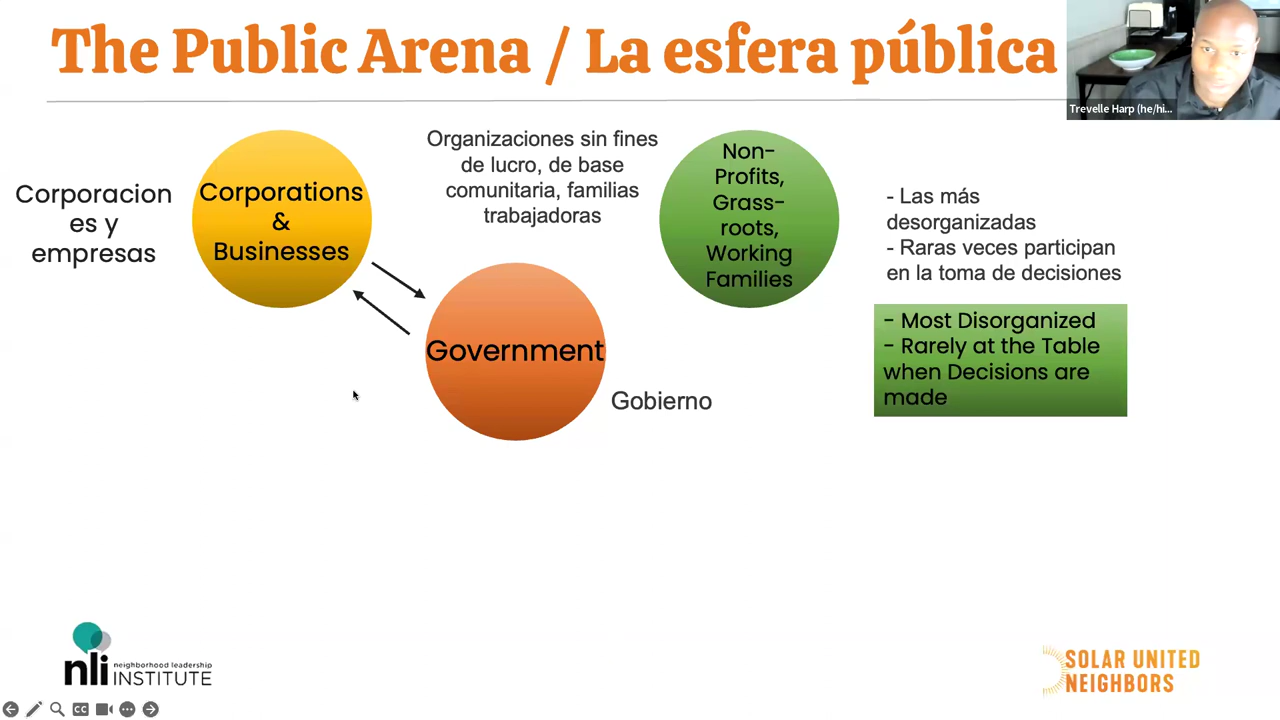 The Public Arena / La esfera pública
Trevelle Harp (he/hi...
Corporacion
es y
empresas
Corporations
&
Businesses
Organizaciones sin fines
de lucro, de base
comunitaria, familias
trabajadoras
Non-
Profits,
Grass-
roots,
Working
Families
- Las más
desorganizadas
- Raras veces participan
en la toma de decisiones
- Most Disorganized
- Rarely at the Table
when Decisions are
made
Government
Gobierno
nli neighborhood leadership
INSTITUTE
SOLAR UNITED
NEIGHBORS
CC